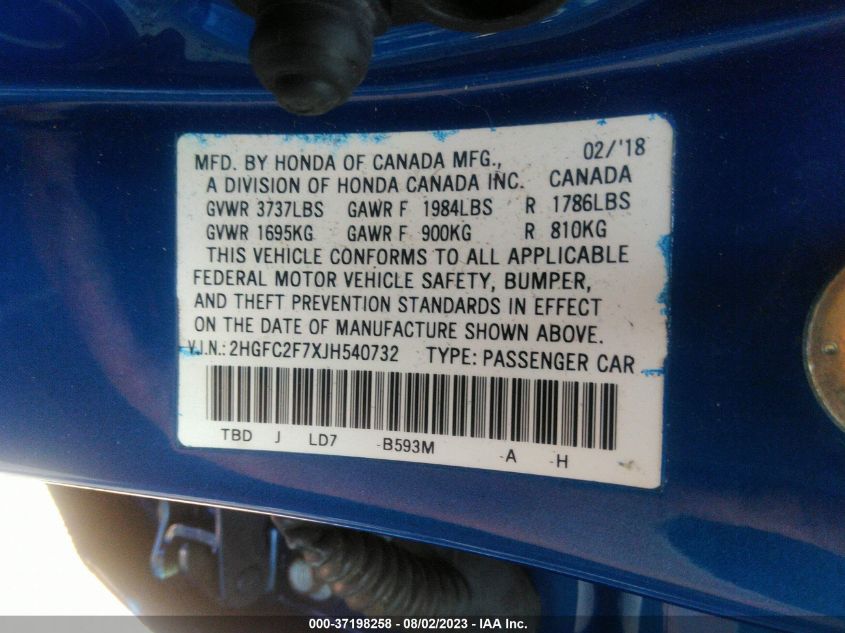 MFD. BY HONDA OF CANADA MFG., 02/'18
A DIVISION OF HONDA CANADA INC. CANADA
GVWR 3737LBS GAWR F 1984LBS R 1786LBS
GVWR 1695KG GAWR F 900KG R 810KG
THIS VEHICLE CONFORMS TO ALL APPLICABLE
FEDERAL MOTOR VEHICLE SAFETY, BUMPER,
AND THEFT PREVENTION STANDARDS IN EFFECT
ON THE DATE OF MANUFACTURE SHOWN ABOVE.
V.I.N.: 2HGFC2F7XJH540732 TYPE: PASSENGER CAR
TBD J LD7 -B593M -A -H
000-37198258 - 08/02/2023 - IAA Inc.